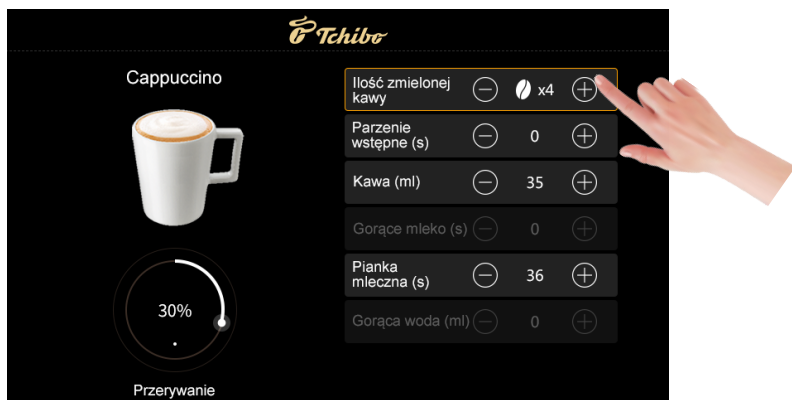 Tchibo
Cappuccino
30%
Przerywanie
Ilość zmielonej
kawy
x4
Parzenie
wstępne (s)
0
Kawa (ml)
35
Gorące mleko (s)
0
Pianka
mleczna (s)
36
Gorąca woda (ml)
0